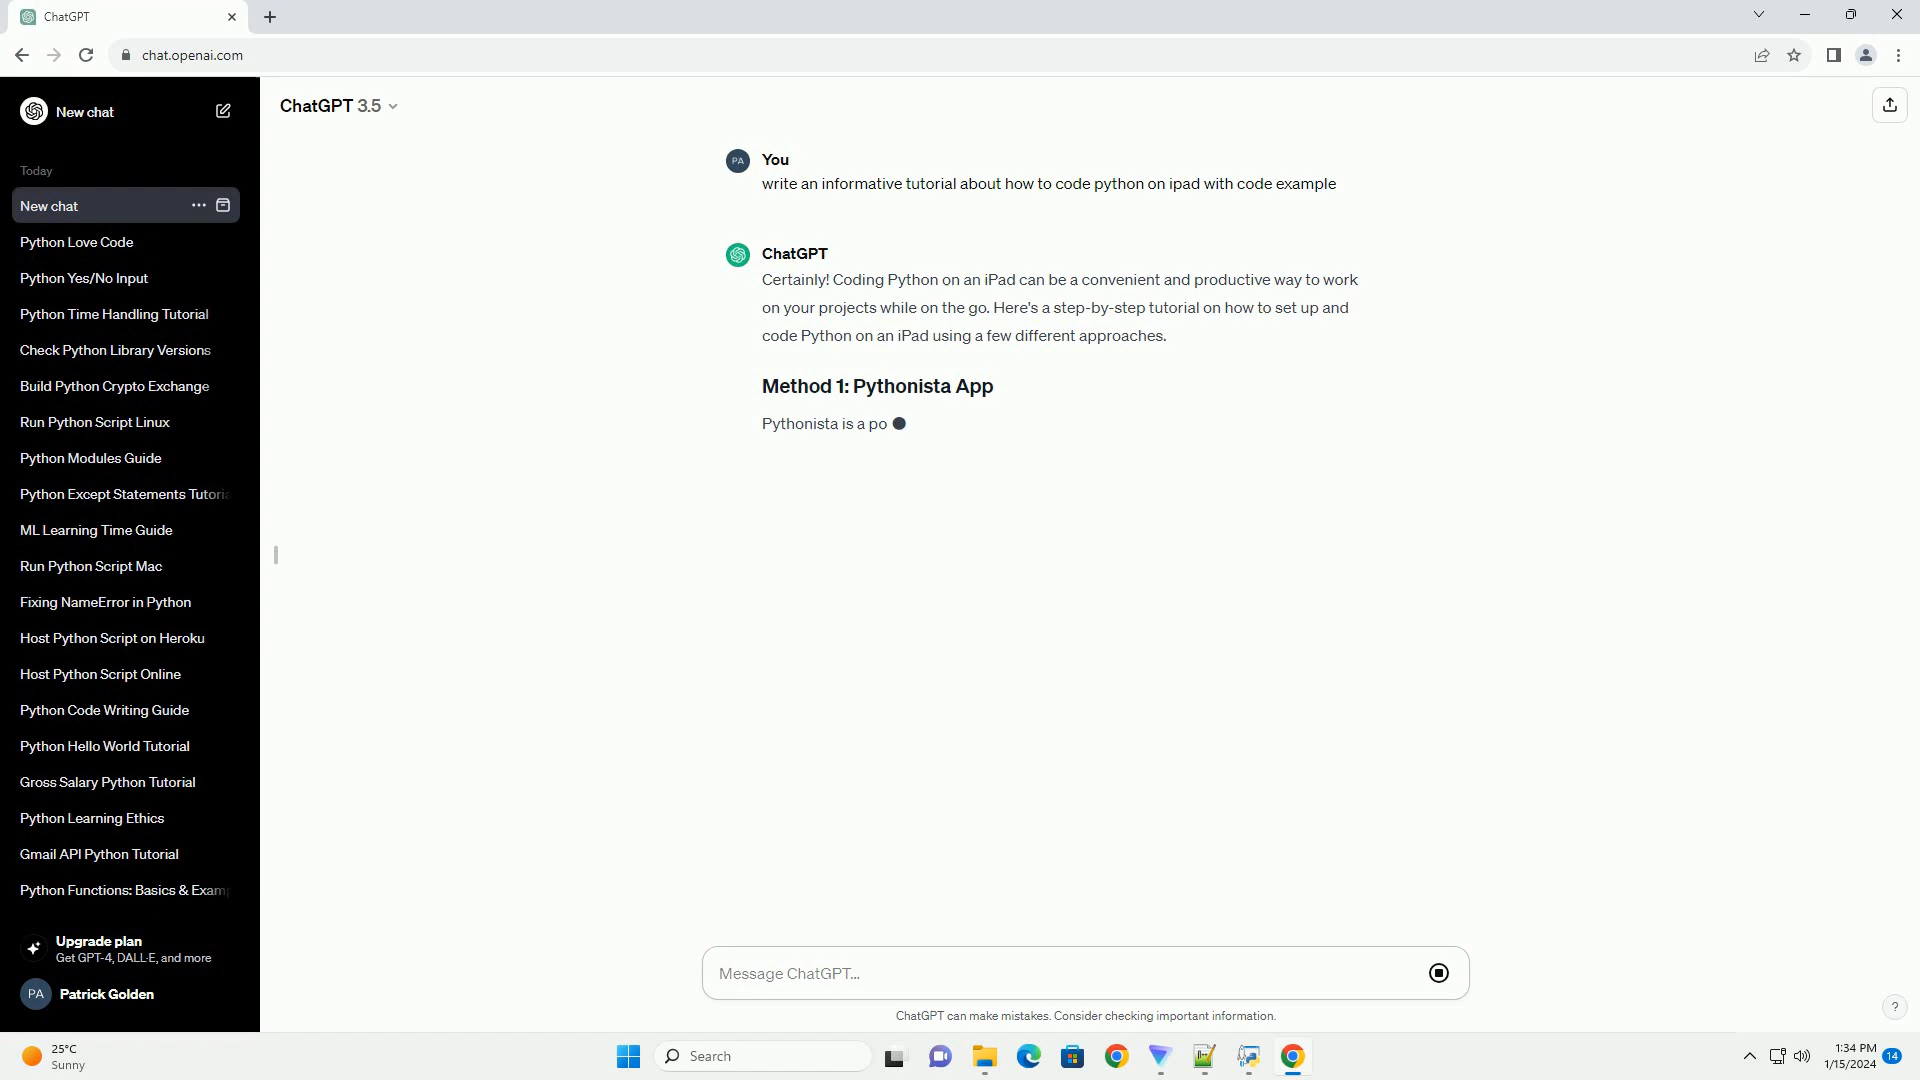 ChatGPT
chat.openai.com
New chat
Today
New chat
Python Love Code
Python Yes/No Input
Python Time Handling Tutorial
Check Python Library Versions
Build Python Crypto Exchange
Run Python Script Linux
Python Modules Guide
Python Except Statements Tutoria
ML Learning Time Guide
Run Python Script Mac
Fixing NameError in Python
Host Python Script on Heroku
Host Python Script Online
Python Code Writing Guide
Python Hello World Tutorial
Gross Salary Python Tutorial
Python Learning Ethics
Gmail API Python Tutorial
Python Functions: Basics & Examp
Upgrade plan
Get GPT-4, DALL·E, and more
PA Patrick Golden
ChatGPT 3.5
PA You
write an informative tutorial about how to code python on ipad with code example
ChatGPT
Certainly! Coding Python on an iPad can be a convenient and productive way to work
on your projects while on the go. Here's a step-by-step tutorial on how to set up and
code Python on an iPad using a few different approaches.
Method 1: Pythonista App
Pythonista is a po
Message ChatGPT...
ChatGPT can make mistakes. Consider checking important information.
?
25°C
Sunny
Search
1:34 PM
1/15/2024
14